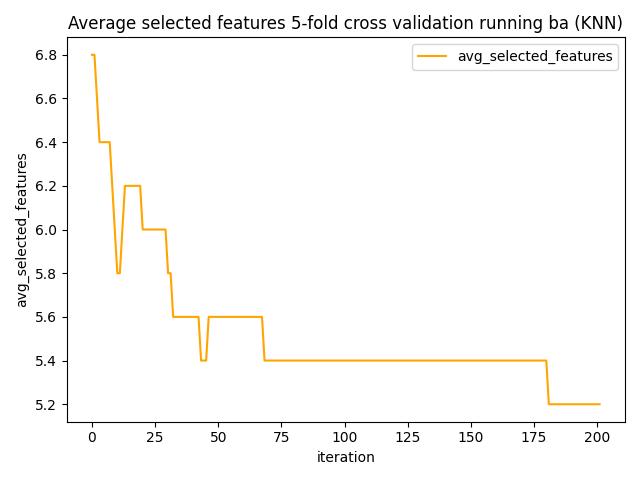 Average selected features 5-fold cross validation running ba (KNN)
avg_selected_features
6.8
6.6
6.4
6.2
6.0
5.8
5.6
5.4
5.2
avg_selected_features
0 25 50 75 100 125 150 175 200
iteration